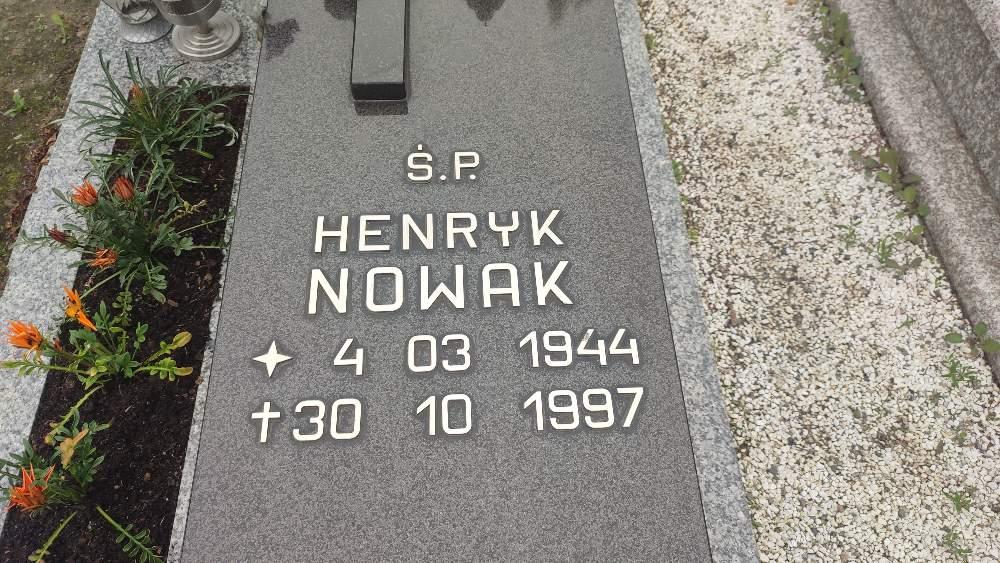 Ś.P.
HENRYK
NOWAK
4 03 1944
30 10 1997